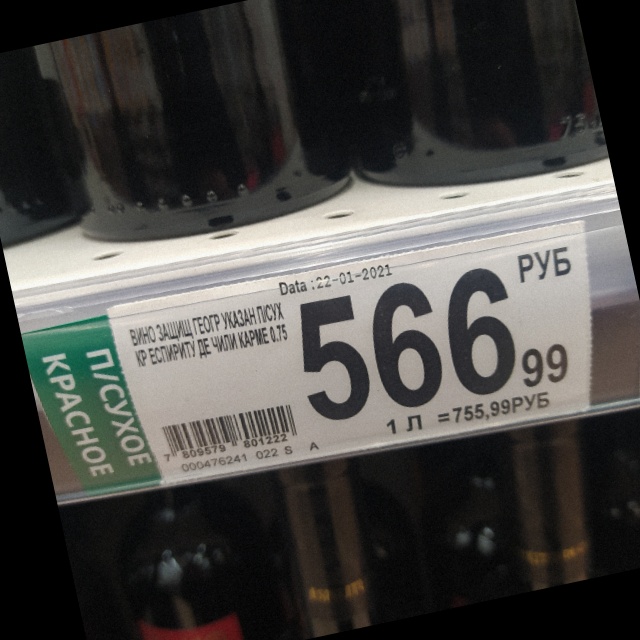 Data :22-01-2021
ВИНО ЗАЩИЩ ГЕОГР УКАЗАН П/СУХ
КР ЕСПИРИТУ ДЕ ЧИЛИ КАРМЕ 0.75
566 99 РУБ
1 Л =755,99РУБ
7 809579 801222
000476241 022 S A
П/СУХОЕ
КРАСНОЕ